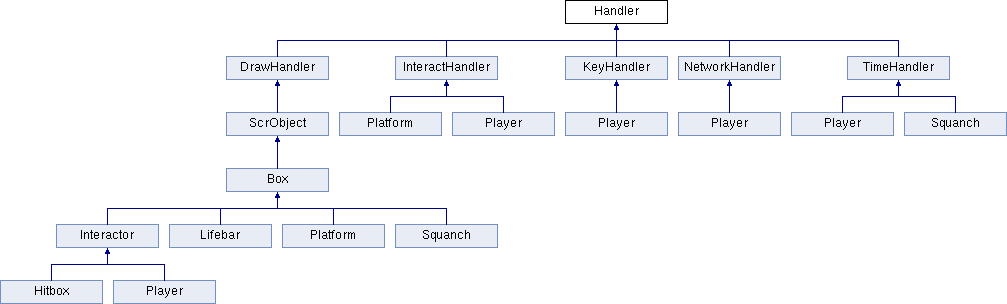 Handler
DrawHandler
InteractHandler
KeyHandler
NetworkHandler
TimeHandler
ScrObject
Platform
Player
Player
Player
Player
Squanch
Box
Interactor
Lifebar
Platform
Squanch
Hitbox
Player